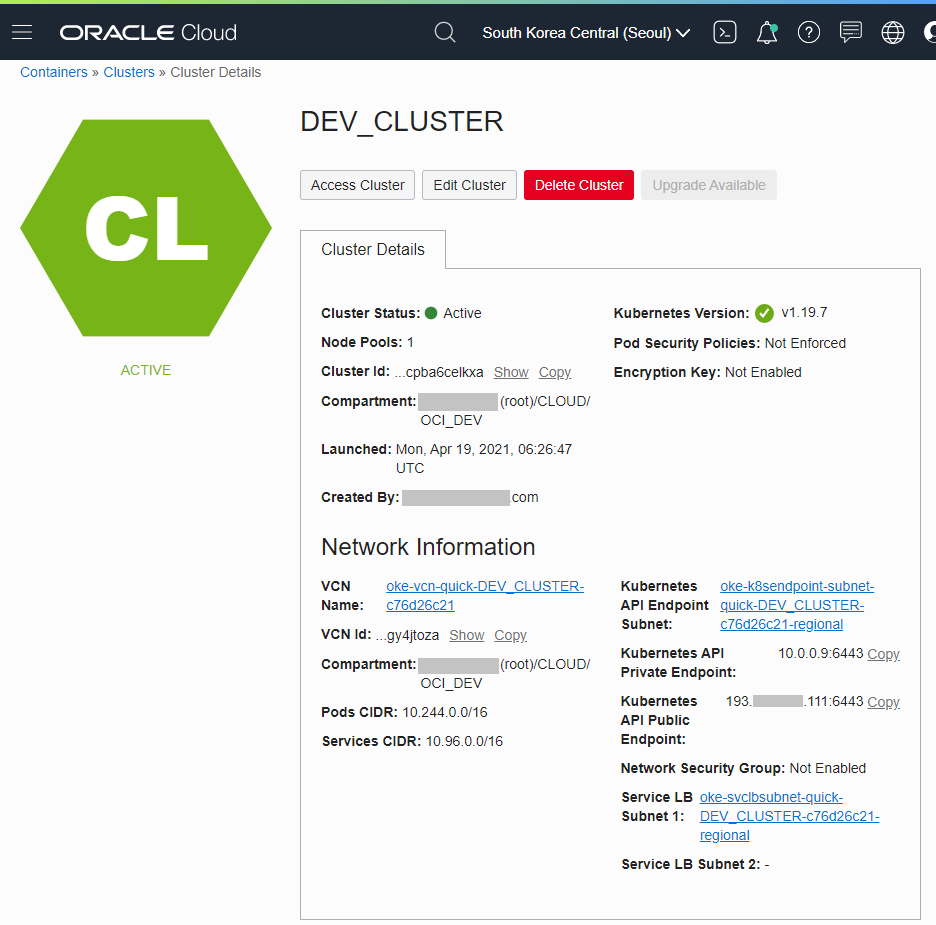 ORACLE Cloud
South Korea Central (Seoul)
Containers » Clusters » Cluster Details
CL
ACTIVE
DEV_CLUSTER
Access Cluster
Edit Cluster
Delete Cluster
Upgrade Available
Cluster Details
Cluster Status: Active
Node Pools: 1
Cluster Id: ...cpba6celkxa Show Copy
Compartment: (root)/CLOUD/
OCI_DEV
Launched: Mon, Apr 19, 2021, 06:26:47
UTC
Created By: .com
Kubernetes Version: v1.19.7
Pod Security Policies: Not Enforced
Encryption Key: Not Enabled
Network Information
VCN Name: oke-vcn-quick-DEV_CLUSTER-
c76d26c21
VCN Id: ...gy4jtoza Show Copy
Compartment: (root)/CLOUD/
OCI_DEV
Pods CIDR: 10.244.0.0/16
Services CIDR: 10.96.0.0/16
Kubernetes oke-k8sendpoint-subnet-
API Endpoint quick-DEV_CLUSTER-
Subnet: c76d26c21-regional
Kubernetes API 10.0.0.9:6443 Copy
Private Endpoint:
Kubernetes 193. .111:6443 Copy
API Public
Endpoint:
Network Security Group: Not Enabled
Service LB oke-svclbsubnet-quick-
Subnet 1: DEV_CLUSTER-c76d26c21-
regional
Service LB Subnet 2: -